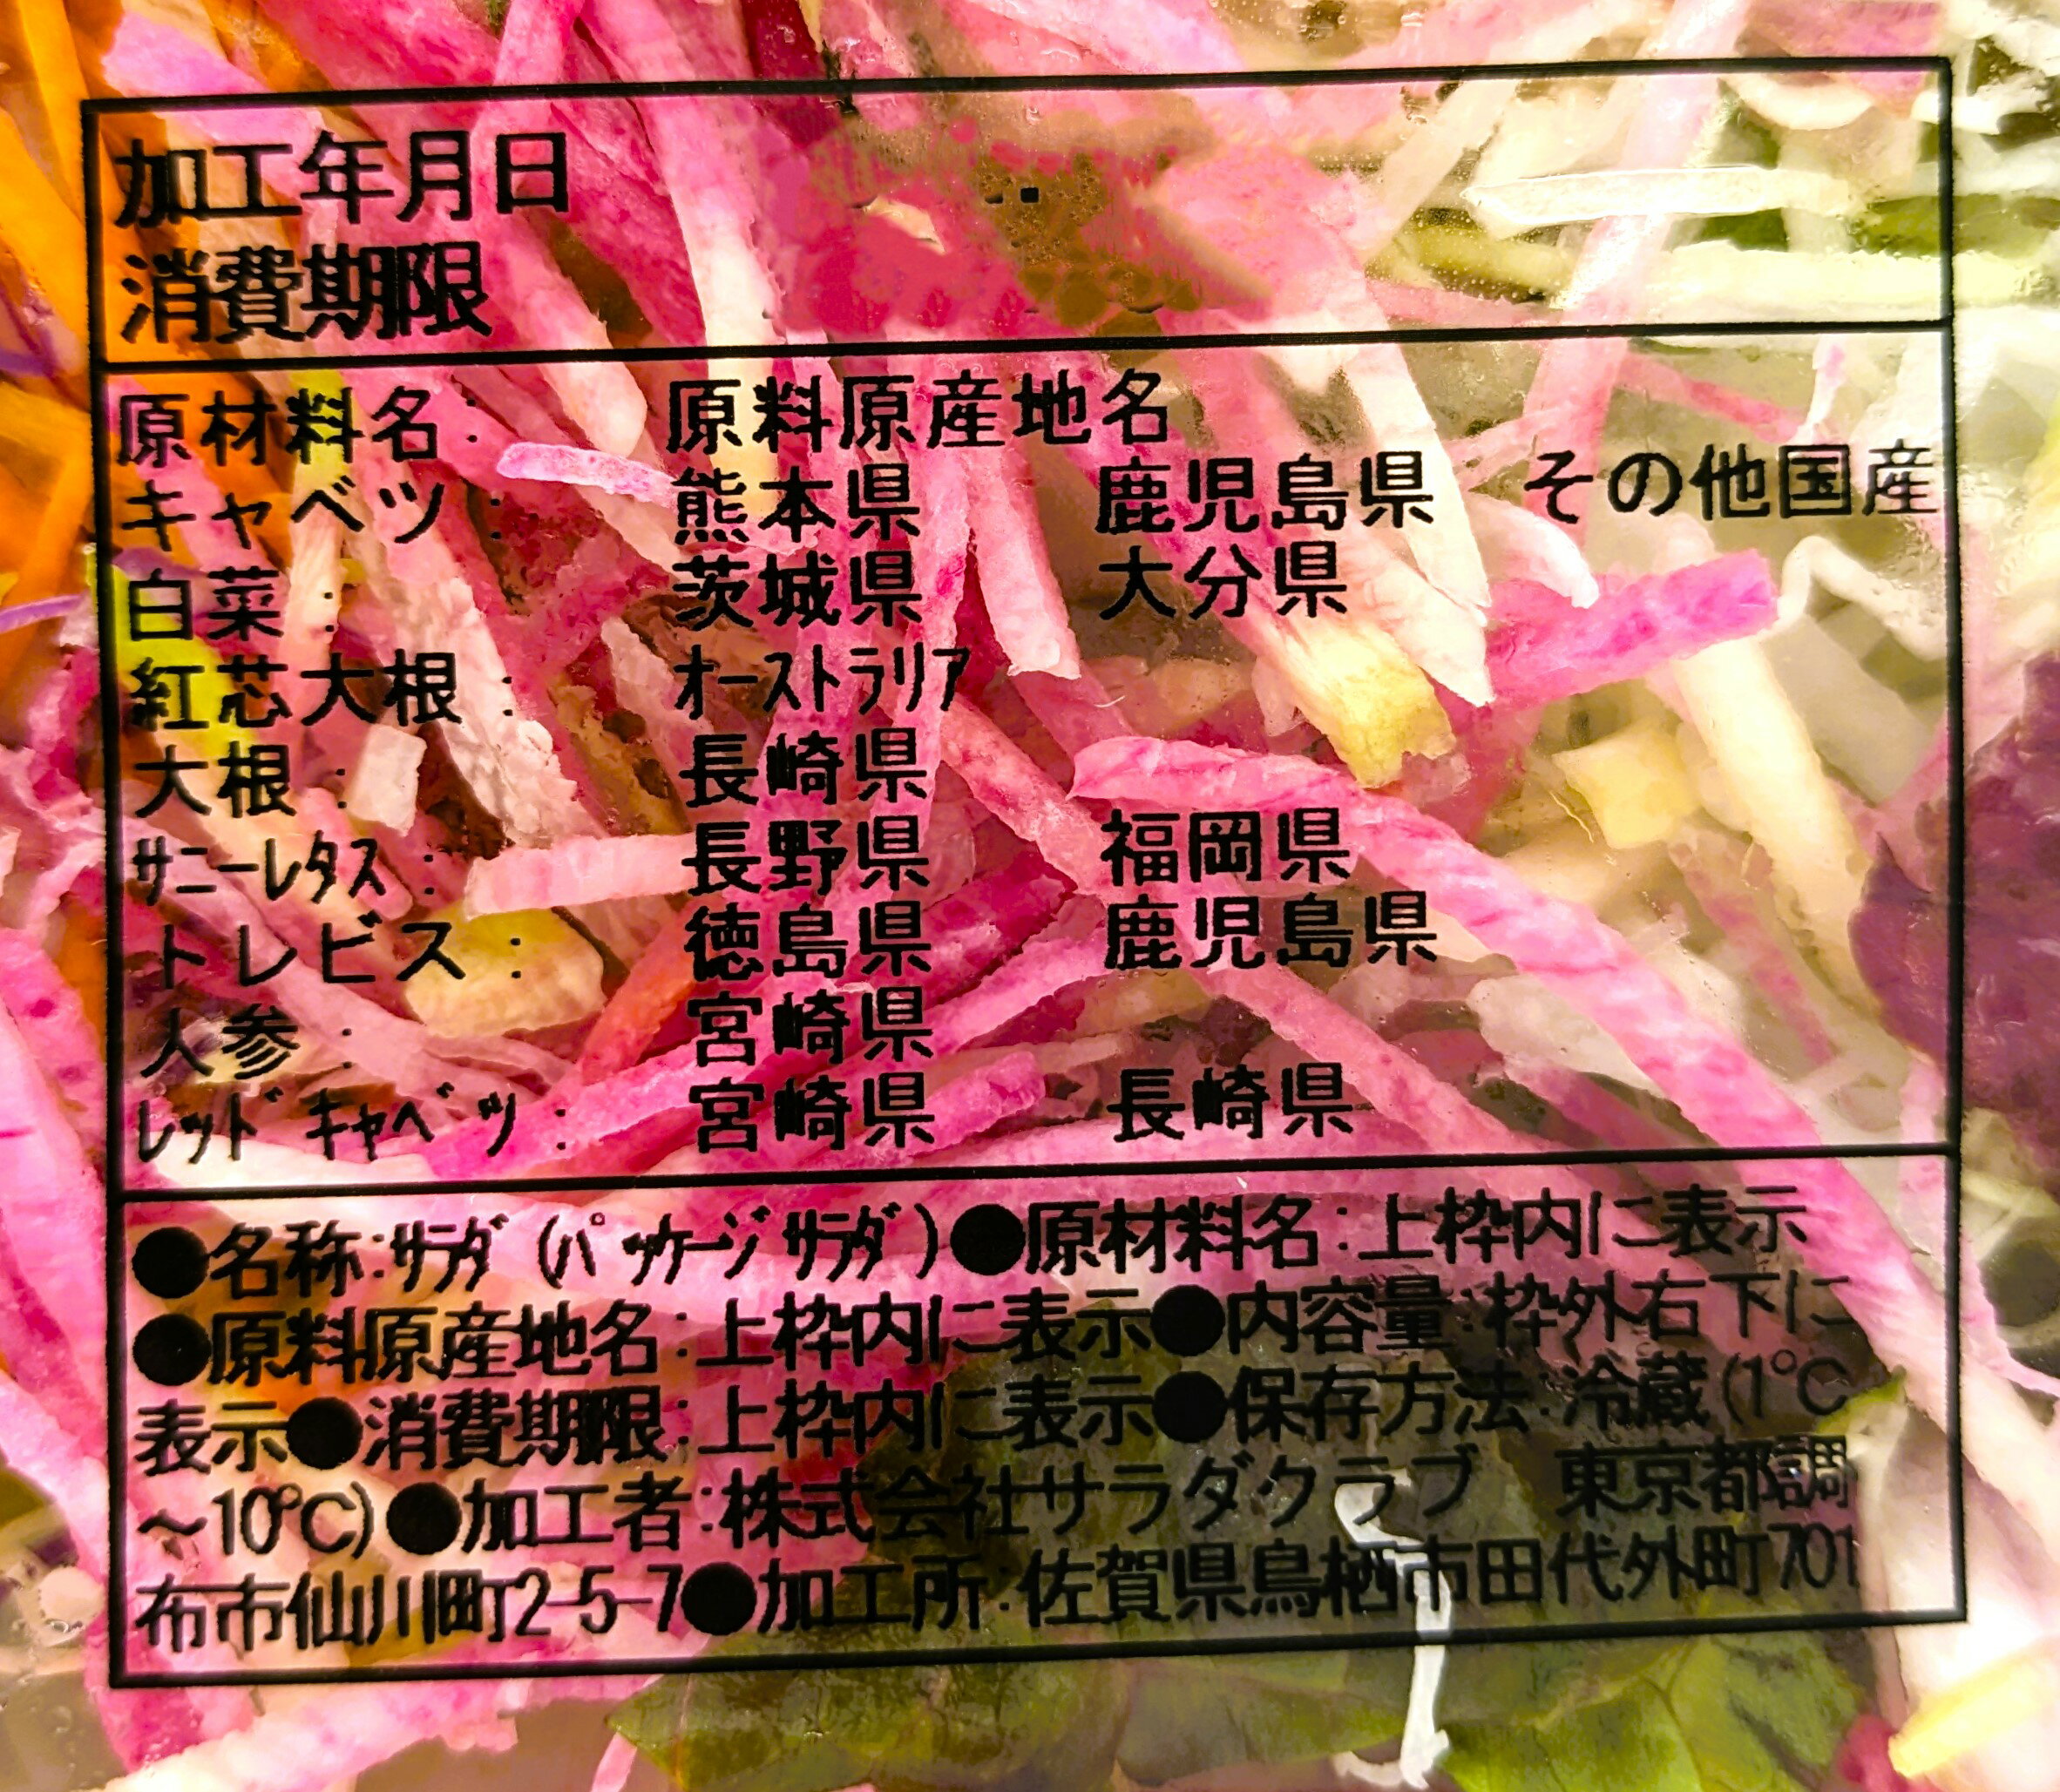 加工年月日
消費期限
原材料名: 原料原産地名
キャベツ: 熊本県 鹿児島県 その他国産
白菜: 茨城県 大分県
紅芯大根: オーストラリア
大根: 長崎県
サニーレタス: 長野県 福岡県
トレビス: 徳島県 鹿児島県
人参: 宮崎県
レッドキャベツ: 宮崎県 長崎県
●名称:サラダ(パッケージサラダ)●原材料名:上枠内に表示
●原料原産地名:上枠内に表示●内容量:枠外右下に
表示●消費期限:上枠内に表示●保存方法:冷蔵(1℃
~10℃)●加工者:株式会社サラダクラブ 東京都調
布市仙川町2-5-7●加工所:佐賀県鳥栖市田代外町701